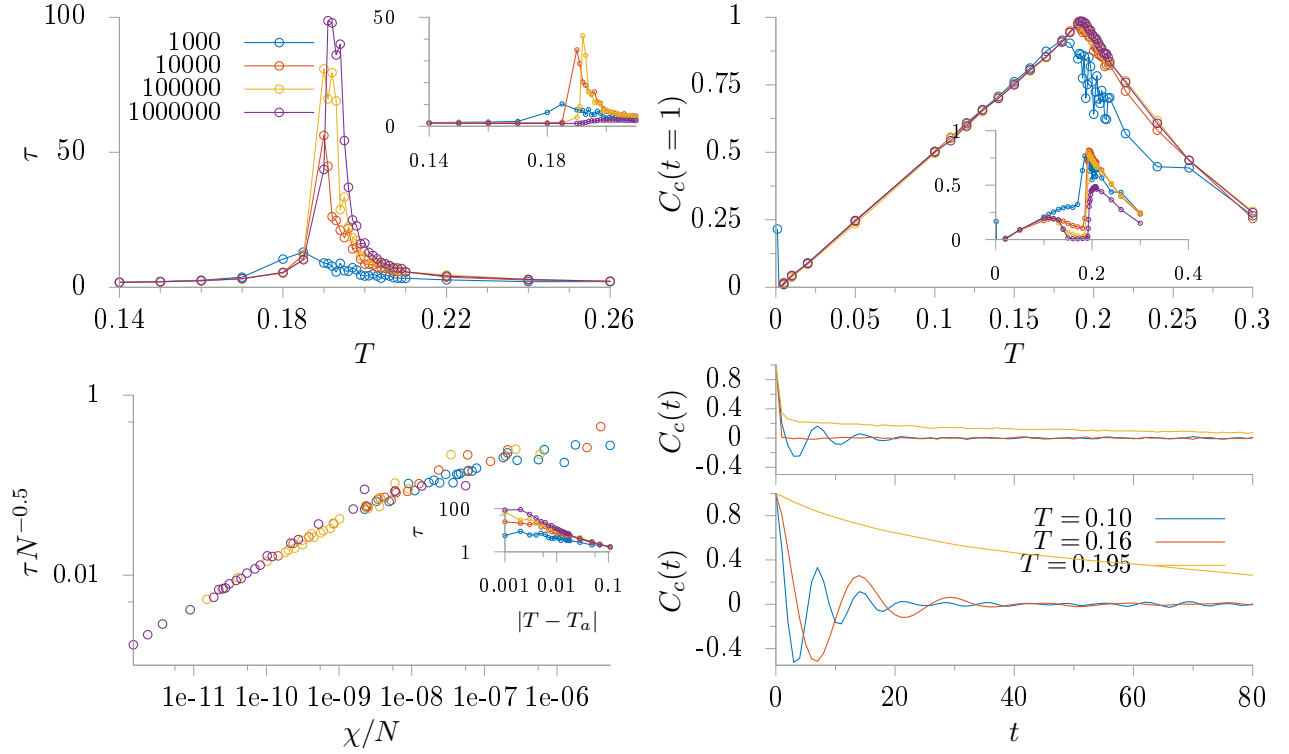 100
50
0
τ
1000
10000
100000
1000000
50
0
0.14
0.18
0.14
0.18
0.22
0.26
T
1
0.75
0.5
0.25
0
C_c(t = 1)
1
0.5
0
0
0.2
0.4
0
0.05
0.1
0.15
0.2
0.25
0.3
T
1
0.01
τN^{−0.5}
100
1
τ
0.001
0.01
0.1
|T − T_a|
1e-11
1e-10
1e-09
1e-08
1e-07
1e-06
χ/N
0.8
0.4
0
-0.4
C_c(t)
0.8
0.4
0
-0.4
C_c(t)
T = 0.10
T = 0.16
T = 0.195
0
20
40
60
80
t